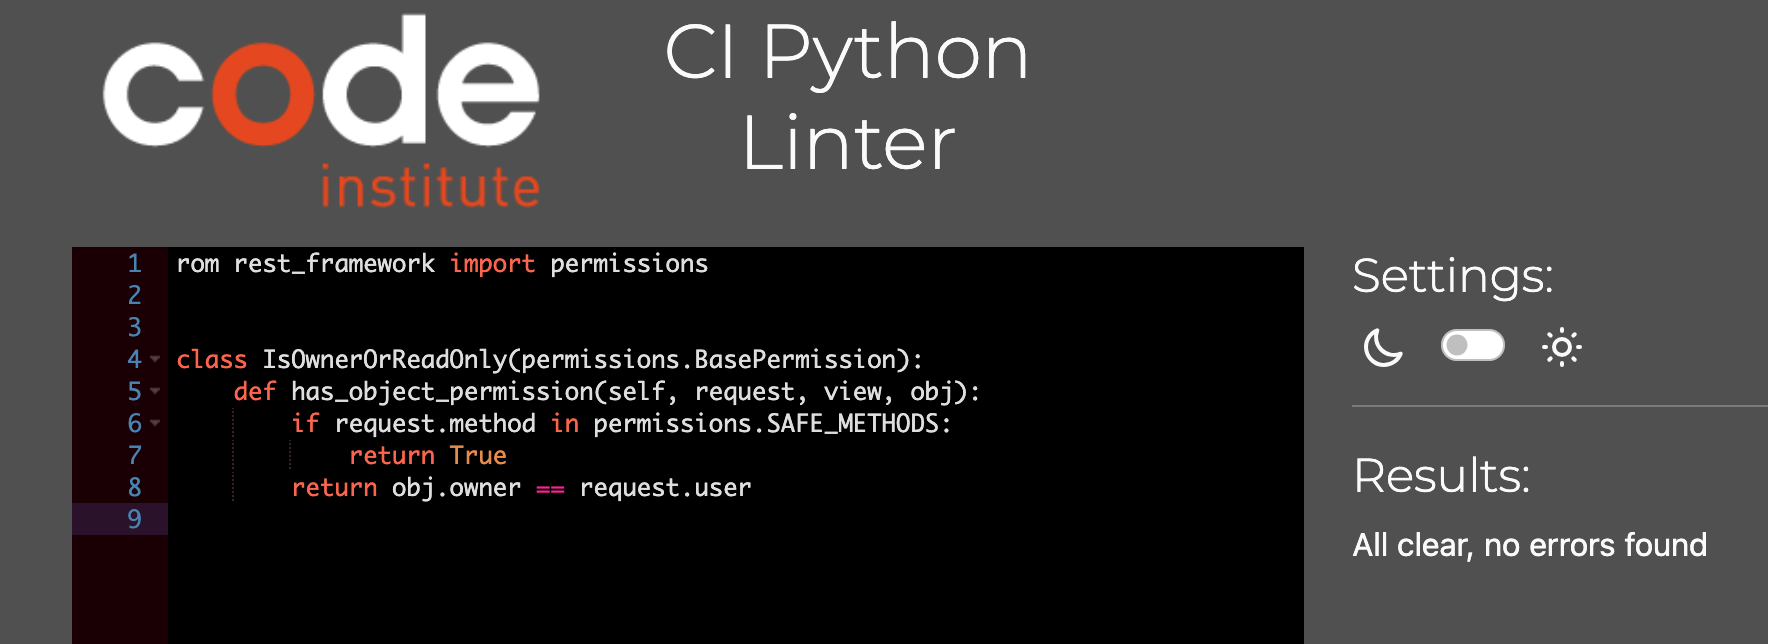 code
institute
CI Python
Linter
1 rom rest_framework import permissions
2
3
4 class IsOwnerOrReadOnly(permissions.BasePermission):
5     def has_object_permission(self, request, view, obj):
6         if request.method in permissions.SAFE_METHODS:
7             return True
8         return obj.owner == request.user
9
Settings:
Results:
All clear, no errors found